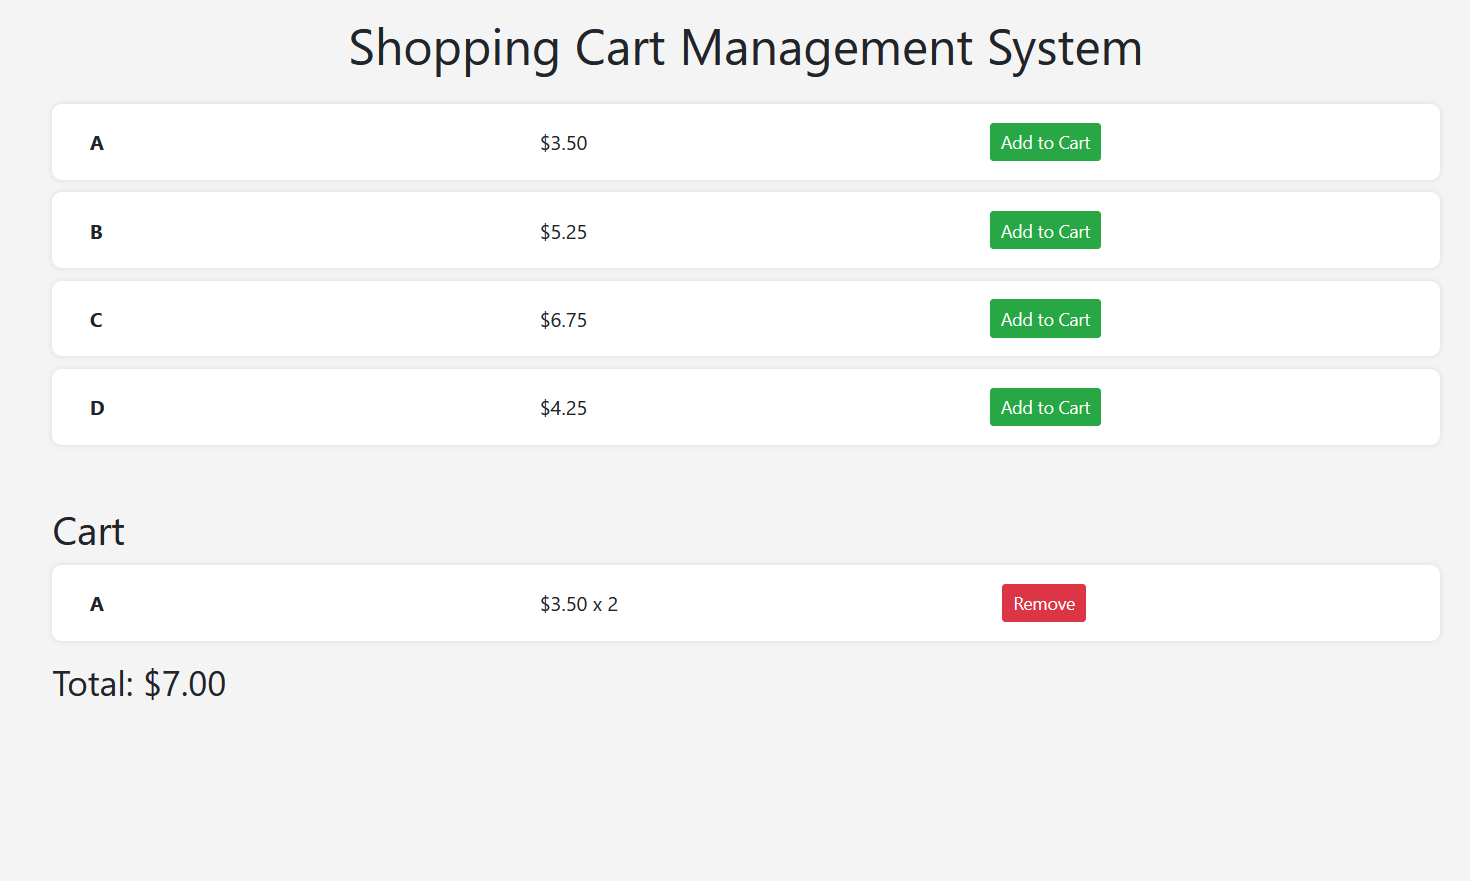 Shopping Cart Management System
A $3.50 Add to Cart
B $5.25 Add to Cart
C $6.75 Add to Cart
D $4.25 Add to Cart
Cart
A $3.50 x 2 Remove
Total: $7.00